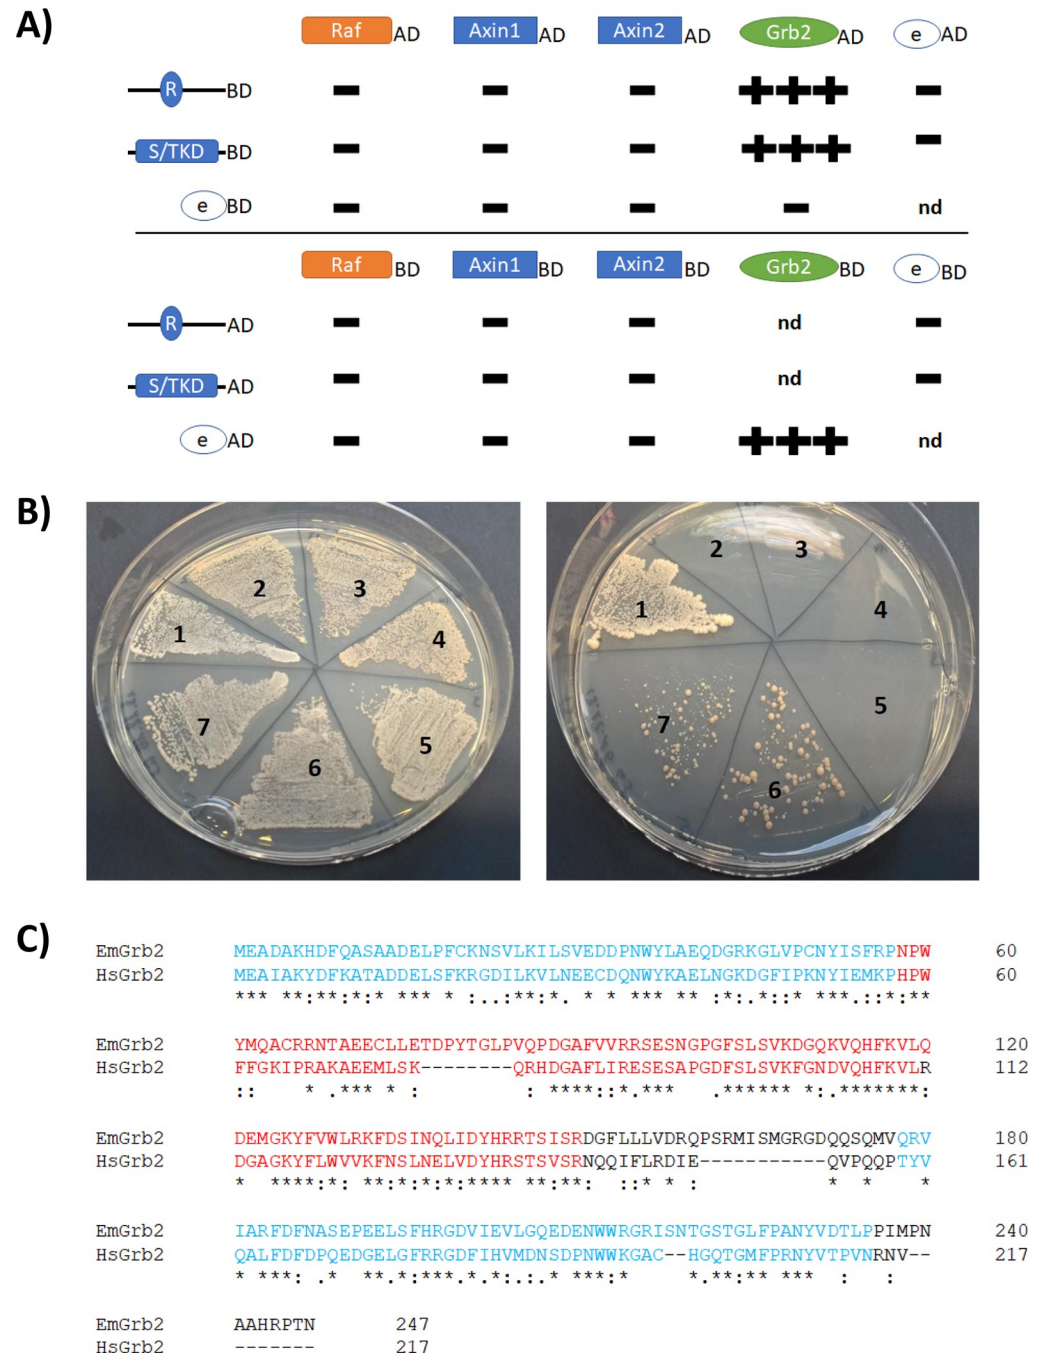 A)
Raf AD Axin1 AD Axin2 AD Grb2 AD e AD
R BD
S/TKD BD
e BD nd
Raf BD Axin1 BD Axin2 BD Grb2 BD e BD
R AD nd
S/TKD AD nd
e AD nd
B)
1 2 3 4 5 6 7
1 2 3 4 5 6 7
C)
EmGrb2 MEADAKHDFQASAADELPFCKNSVLKILSVEDDPNWYLAEQDGRKGLVPCNYISFRPNPW 60
HsGrb2 MEAIAKYDFKATADDELSFKRGDILKVLNEECDQNWYKAELNGKDGFIPKNYIEMKPHPW 60
*** **:**:*:* *** * :..:*:*. * * *** ** :*:.*::* ***.::*:**
EmGrb2 YMQACRRNTAEECLLETDPYTGLPVQPDGAFVVRRSESNGPGFSLSVKDGQKVQHFKVLQ 120
HsGrb2 FFGKIPRAKAEEMLSK--------QRHDGAFLIRESESAPGDFSLSVKFGNDVQHFKVLR 112
:: * .*** * : : ****::*.*** .****** *:.*******:
EmGrb2 DEMGKYFVWLRKFDSINQLIDYHRRTSISRDGFLLLVDRQPSRMISMGRGDQQSQMVQRV 180
HsGrb2 DGAGKYFLWVVKFNSLNELVDYHRSTSVSRNQQIFLRDIE-----------QVPQQPTYV 161
* ****:*: **:*:*:*:**** **:**: ::* * : * * *
EmGrb2 IARFDFNASEPEELSFHRGDVIEVLGQEDENWWRGRISNTGSTGLFPANYVDTLPPIMPN 240
HsGrb2 QALFDFDPQEDGELGFRRGDFIHVMDNSDPNWWKGAC--HGQTGMFPRNYVTPVNRNV-- 217
* ***: .* **.*:***.*.*:.:.* ***:* *.**:** *** : :
EmGrb2 AAHRPTN 247
HsGrb2 ------- 217